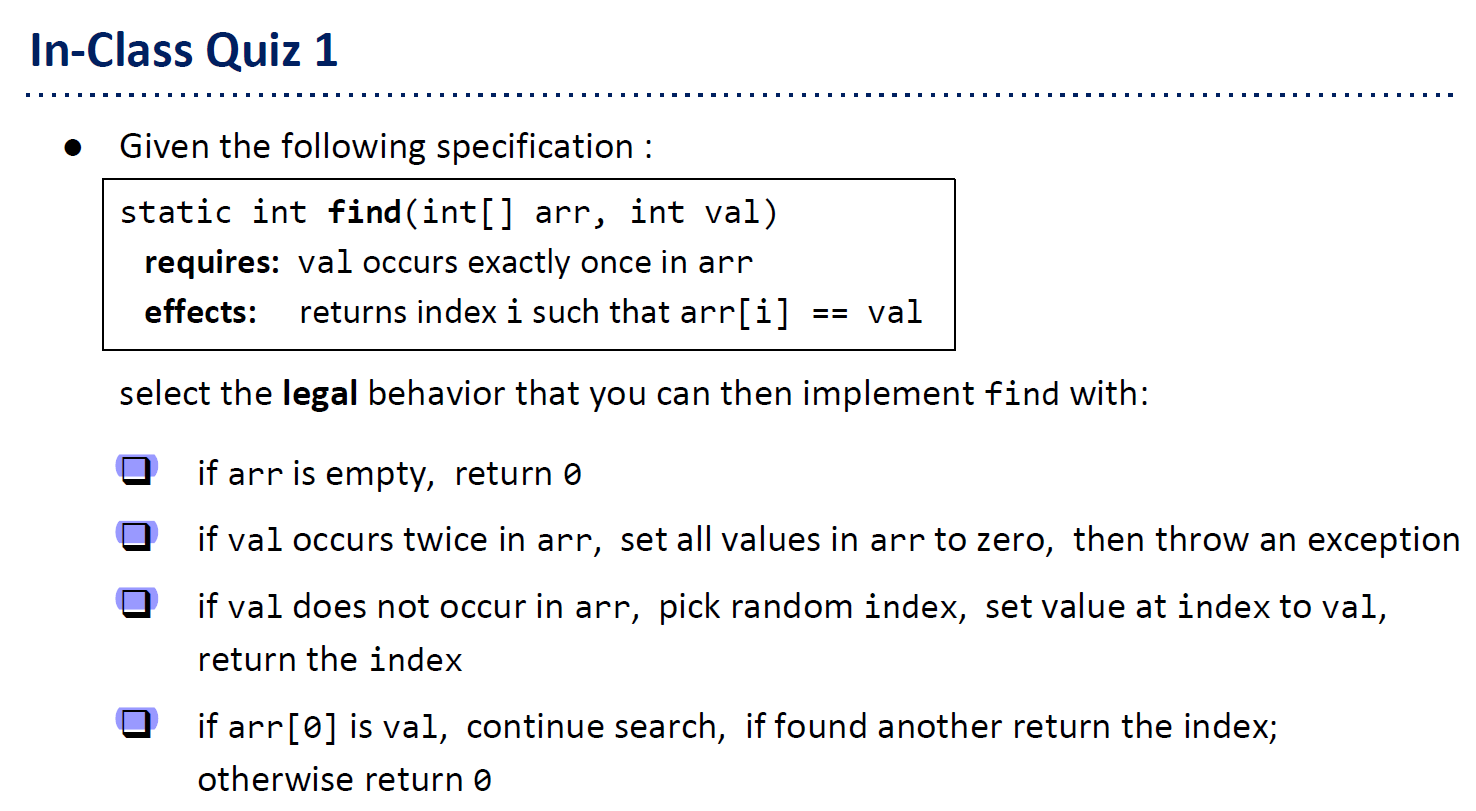 In-Class Quiz 1
● Given the following specification :
static int find(int[] arr, int val)
requires: val occurs exactly once in arr
effects: returns index i such that arr[i] == val
select the legal behavior that you can then implement find with:
❑ if arr is empty, return 0
❑ if val occurs twice in arr, set all values in arr to zero, then throw an exception
❑ if val does not occur in arr, pick random index, set value at index to val,
return the index
❑ if arr[0] is val, continue search, if found another return the index;
otherwise return 0